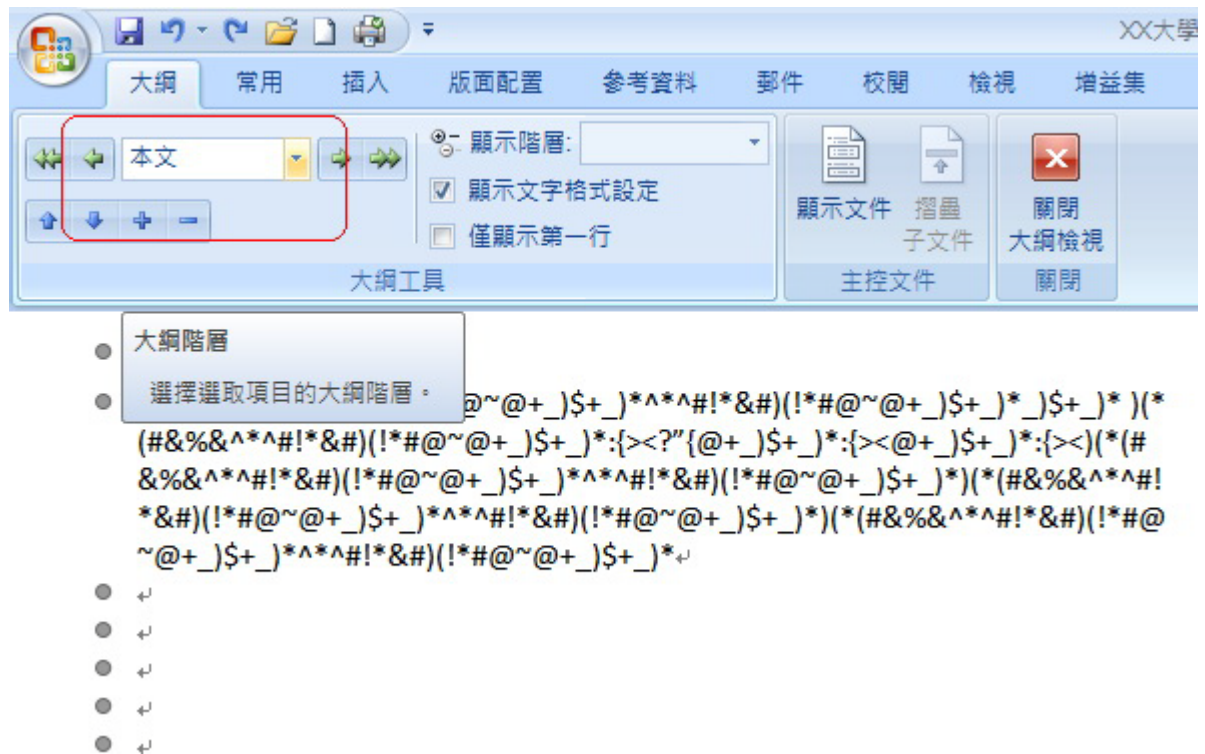 XX大學
大綱 常用 插入 版面配置 參考資料 郵件 校閱 檢視 增益集
本文
顯示階層:
顯示文字格式設定
僅顯示第一行
顯示文件
摺疊
子文件
關閉
大綱檢視
大綱工具
主控文件
關閉
大綱階層
選擇選取項目的大綱階層。
@~@+_)$+_)*^*^#!*&#)(!*#@~@+_)$+_)*_)$+_)* )(*
(#&%&^*^#!*&#)(!*#@~@+_)$+_)*:{><?”{@+_)$+_)*:{><@+_)$+_)*:{><)(*(#
&%&^*^#!*&#)(!*#@~@+_)$+_)*^*^#!*&#)(!*#@~@+_)$+_)*)(*(#&%&^*^#!
*&#)(!*#@~@+_)$+_)*^*^#!*&#)(!*#@~@+_)$+_)*)(*(#&%&^*^#!*&#)(!*#@
~@+_)$+_)*^*^#!*&#)(!*#@~@+_)$+_)*